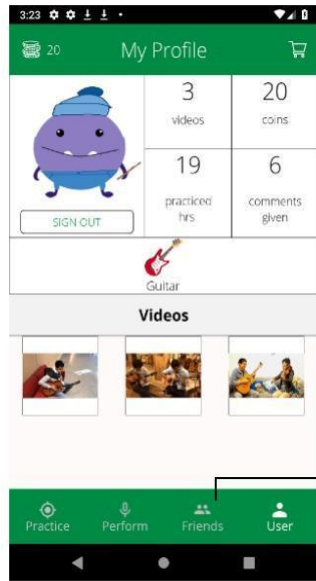 3:23
20 My Profile
3 20
videos coins
19 6
practiced comments
hrs given
SIGN OUT
Guitar
Videos
Practice Perform Friends User